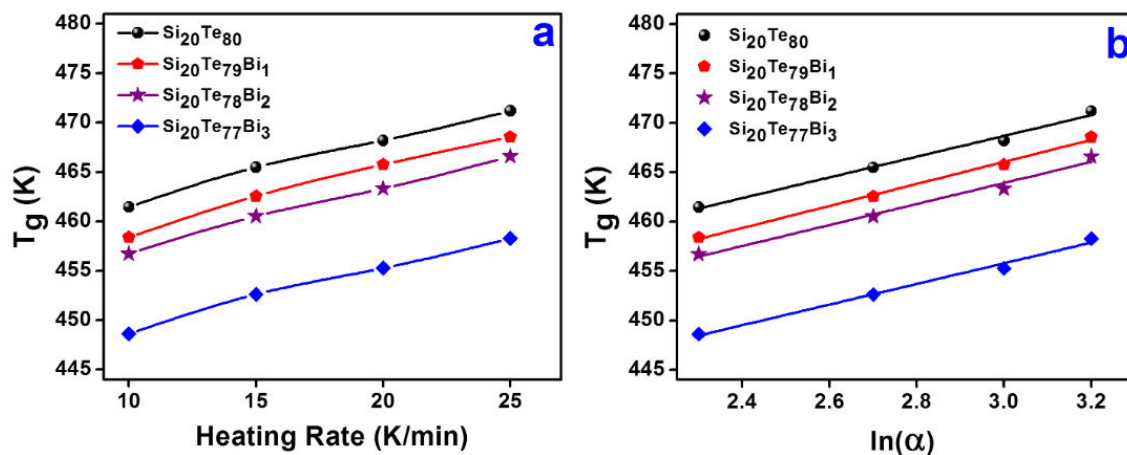 a
Si20Te80
Si20Te79Bi1
Si20Te78Bi2
Si20Te77Bi3
480
475
470
465
460
455
450
445
Tg (K)
10 15 20 25
Heating Rate (K/min)
b
Si20Te80
Si20Te79Bi1
Si20Te78Bi2
Si20Te77Bi3
480
475
470
465
460
455
450
445
Tg (K)
2.4 2.6 2.8 3.0 3.2
ln(α)